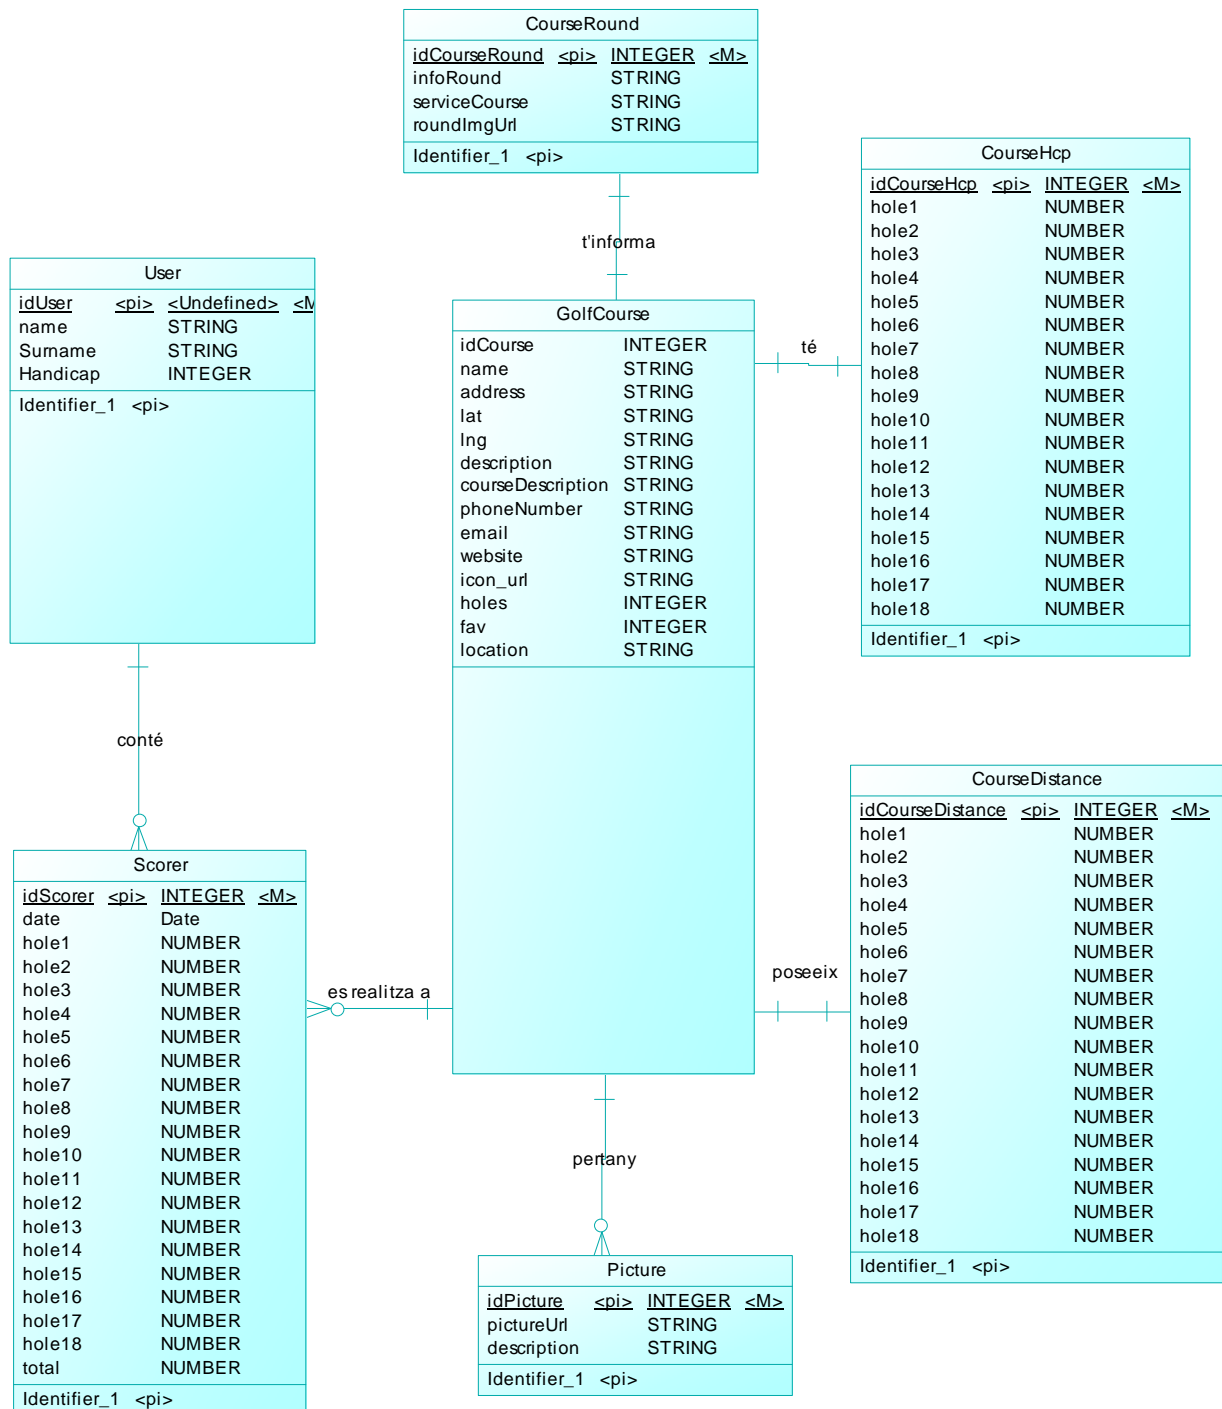 CourseRound
idCourseRound <pi> INTEGER <M>
infoRound STRING
serviceCourse STRING
roundImgUrl STRING
Identifier_1 <pi>
t'informa
CourseHcp
idCourseHcp <pi> INTEGER <M>
hole1 NUMBER
hole2 NUMBER
hole3 NUMBER
hole4 NUMBER
hole5 NUMBER
hole6 NUMBER
hole7 NUMBER
hole8 NUMBER
hole9 NUMBER
hole10 NUMBER
hole11 NUMBER
hole12 NUMBER
hole13 NUMBER
hole14 NUMBER
hole15 NUMBER
hole16 NUMBER
hole17 NUMBER
hole18 NUMBER
Identifier_1 <pi>
té
User
idUser <pi> <Undefined> <M
name STRING
Surname STRING
Handicap INTEGER
Identifier_1 <pi>
conté
GolfCourse
idCourse INTEGER
name STRING
address STRING
lat STRING
lng STRING
description STRING
courseDescription STRING
phoneNumber STRING
email STRING
website STRING
icon_url STRING
holes INTEGER
fav INTEGER
location STRING
Scorer
idScorer <pi> INTEGER <M>
date Date
hole1 NUMBER
hole2 NUMBER
hole3 NUMBER
hole4 NUMBER
hole5 NUMBER
hole6 NUMBER
hole7 NUMBER
hole8 NUMBER
hole9 NUMBER
hole10 NUMBER
hole11 NUMBER
hole12 NUMBER
hole13 NUMBER
hole14 NUMBER
hole15 NUMBER
hole16 NUMBER
hole17 NUMBER
hole18 NUMBER
total NUMBER
Identifier_1 <pi>
es realitza a
poseeix
CourseDistance
idCourseDistance <pi> INTEGER <M>
hole1 NUMBER
hole2 NUMBER
hole3 NUMBER
hole4 NUMBER
hole5 NUMBER
hole6 NUMBER
hole7 NUMBER
hole8 NUMBER
hole9 NUMBER
hole10 NUMBER
hole11 NUMBER
hole12 NUMBER
hole13 NUMBER
hole14 NUMBER
hole15 NUMBER
hole16 NUMBER
hole17 NUMBER
hole18 NUMBER
Identifier_1 <pi>
pertany
Picture
idPicture <pi> INTEGER <M>
pictureUrl STRING
description STRING
Identifier_1 <pi>